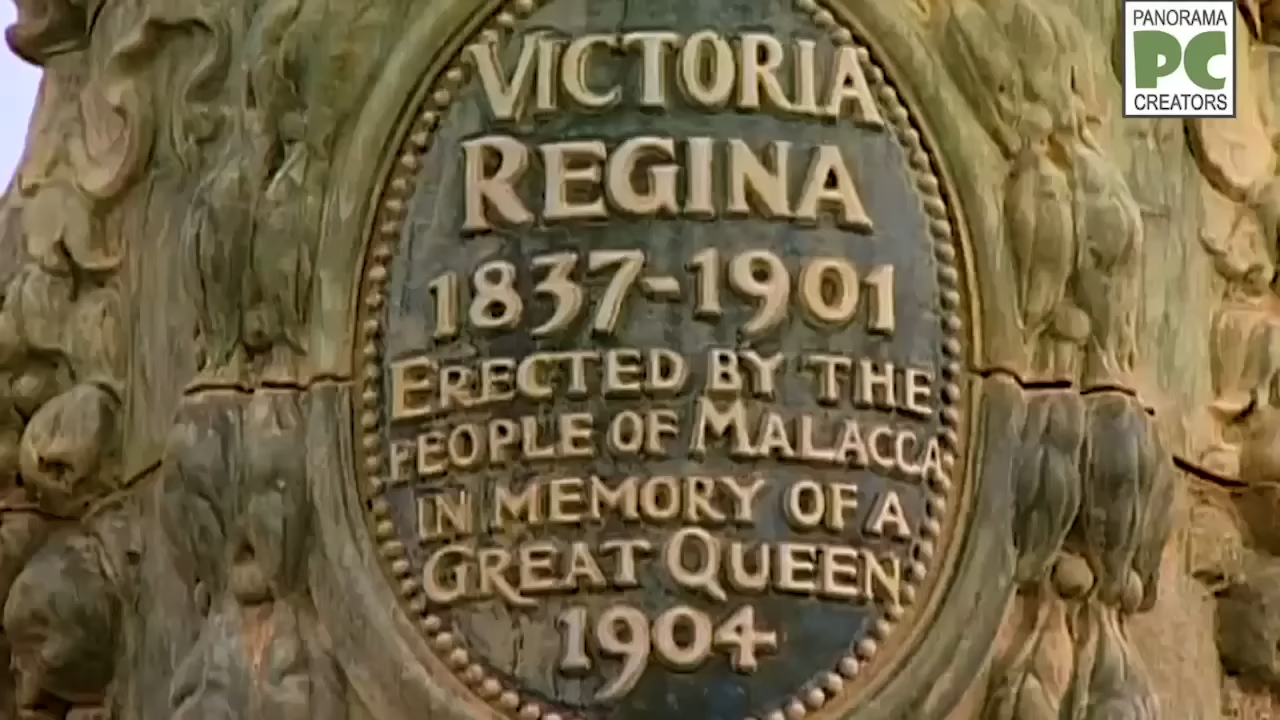 VICTORIA
REGINA
1837-1901
ERECTED BY THE
PEOPLE OF MALACCA
IN MEMORY OF A
GREAT QUEEN
1904
PANORAMA
PC
CREATORS